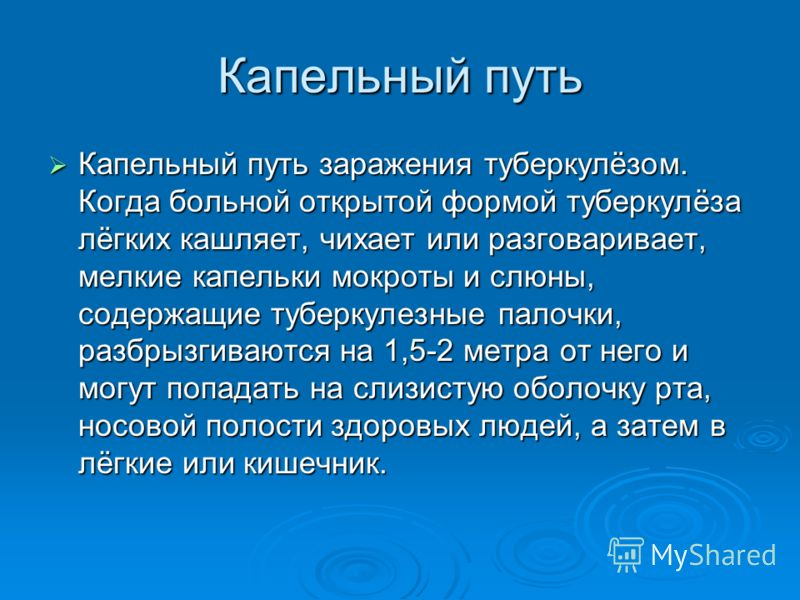 Капельный путь
Капельный путь заражения туберкулёзом.
Когда больной открытой формой туберкулёза
лёгких кашляет, чихает или разговаривает,
мелкие капельки мокроты и слюны,
содержащие туберкулезные палочки,
разбрызгиваются на 1,5-2 метра от него и
могут попадать на слизистую оболочку рта,
носовой полости здоровых людей, а затем в
лёгкие или кишечник.
MyShared